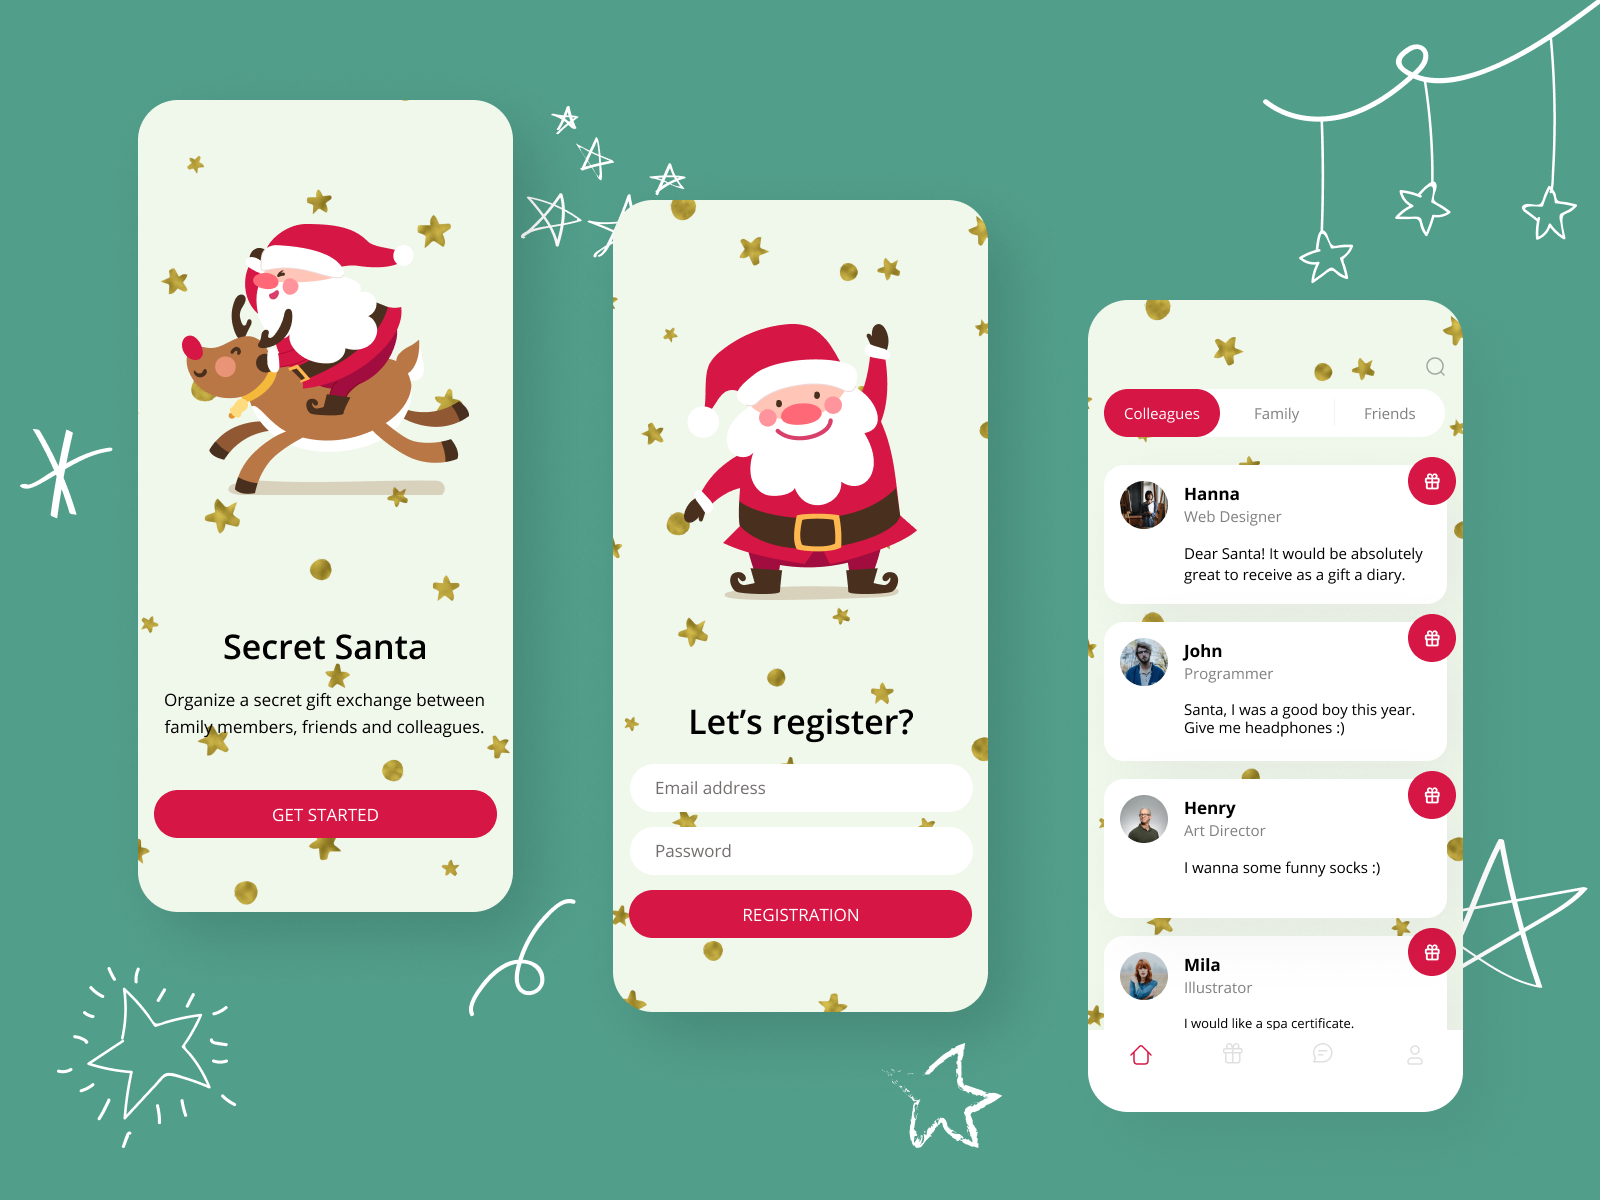 Secret Santa
Organize a secret gift exchange between
family members, friends and colleagues.
GET STARTED
Let’s register?
Email address
Password
REGISTRATION
Colleagues
Family
Friends
Hanna
Web Designer
Dear Santa! It would be absolutely
great to receive as a gift a diary.
John
Programmer
Santa, I was a good boy this year.
Give me headphones :)
Henry
Art Director
I wanna some funny socks :)
Mila
Illustrator
I would like a spa certificate.